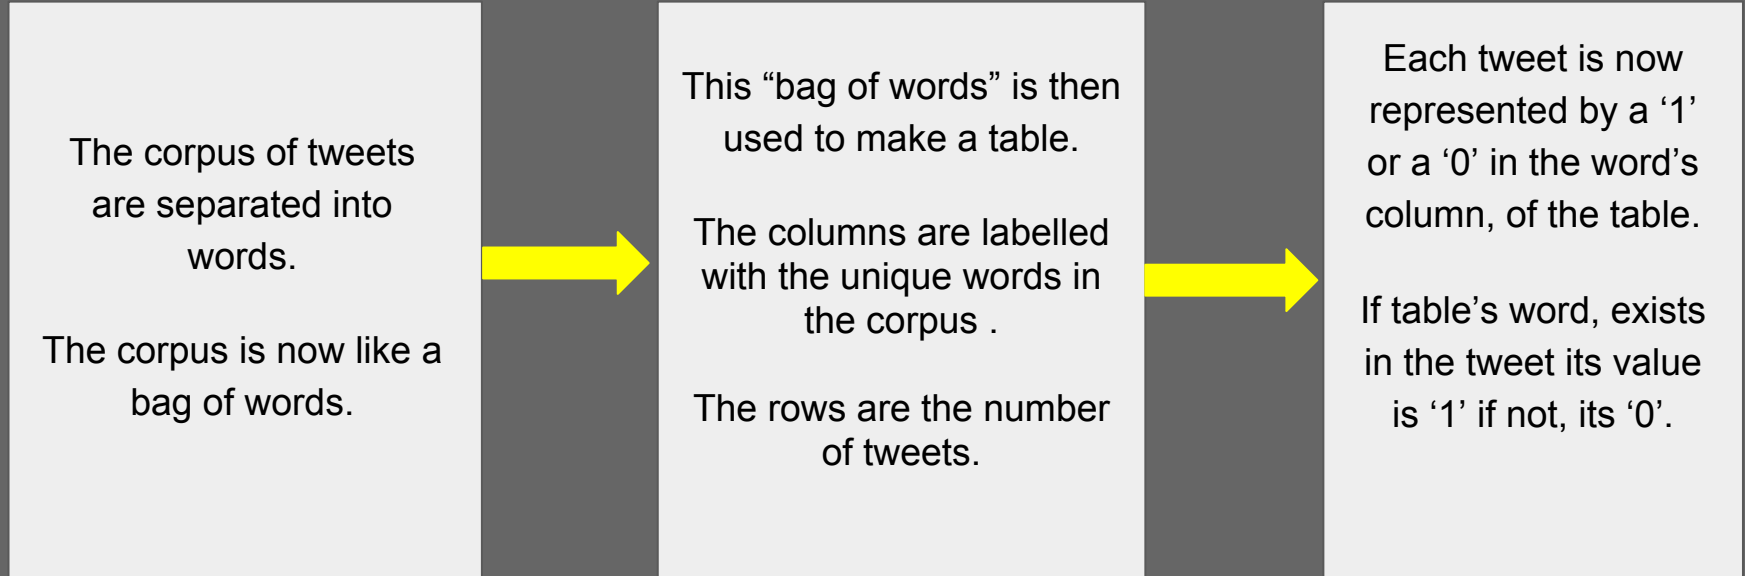 The corpus of tweets
are separated into
words.
The corpus is now like a
bag of words.
This “bag of words” is then
used to make a table.
The columns are labelled
with the unique words in
the corpus .
The rows are the number
of tweets.
Each tweet is now
represented by a ‘1’
or a ‘0’ in the word’s
column, of the table.
If table’s word, exists
in the tweet its value
is ‘1’ if not, its ‘0’.